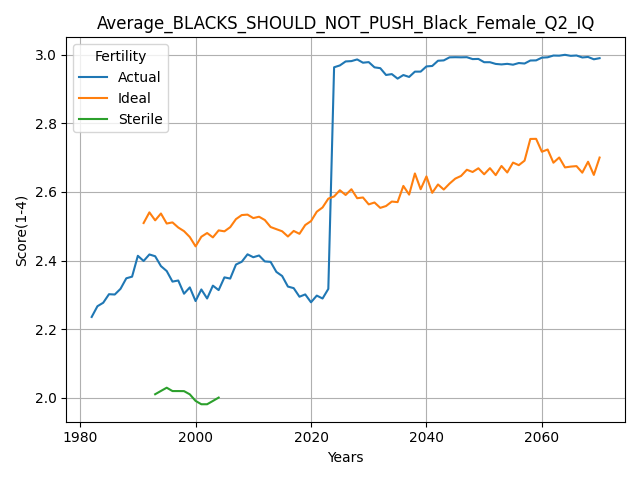 Average_BLACKS_SHOULD_NOT_PUSH_Black_Female_Q2_IQ
Fertility
Actual
Ideal
Sterile
Score(1-4)
3.0
2.8
2.6
2.4
2.2
2.0
1980
2000
2020
2040
2060
Years